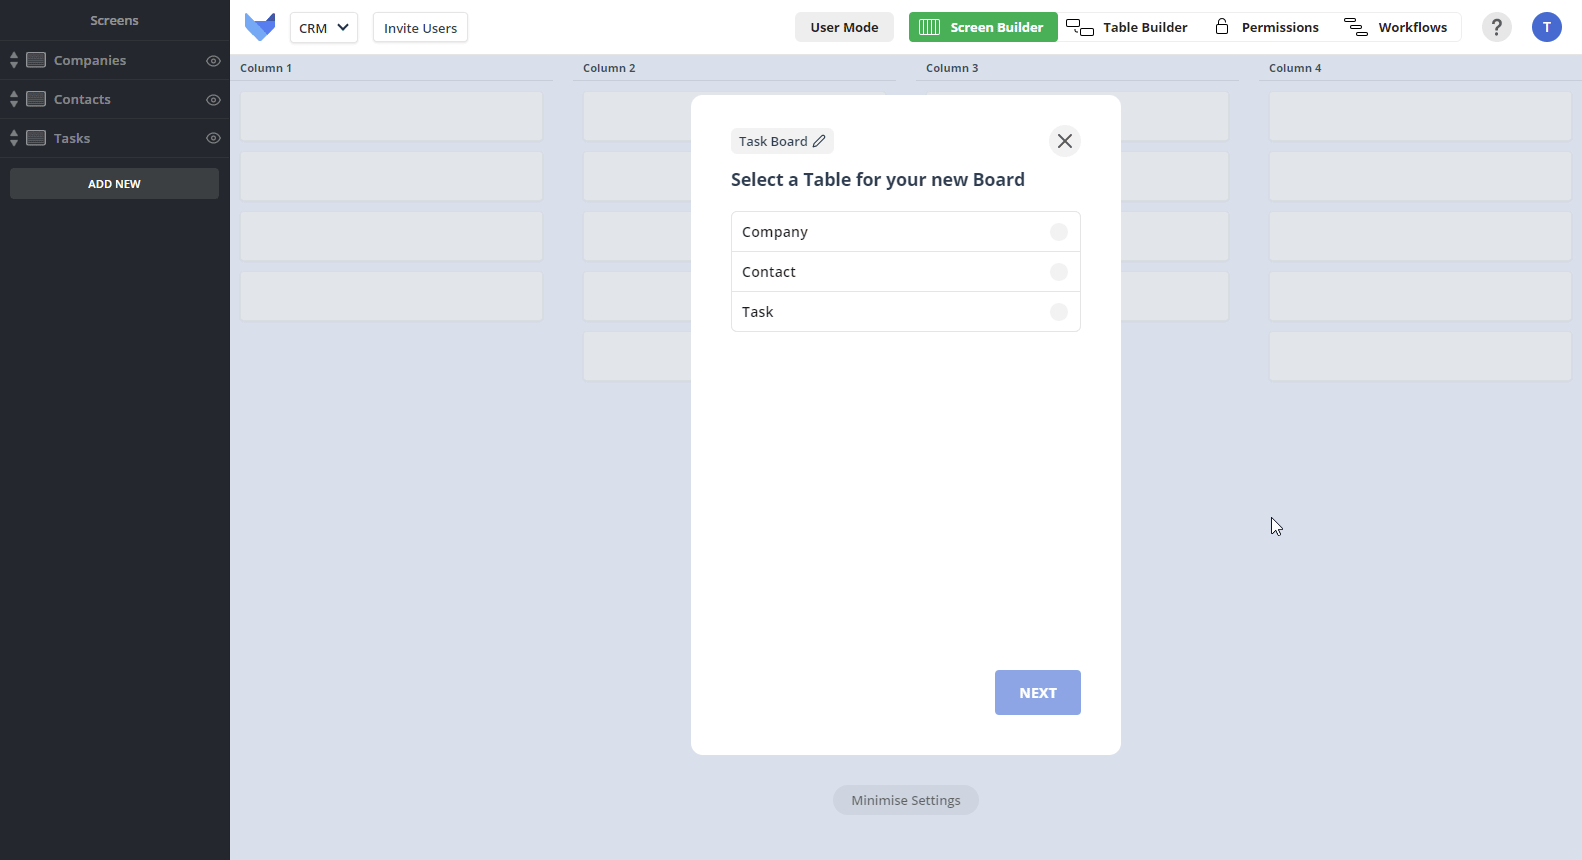 Screens
Companies
Contacts
Tasks
ADD NEW
CRM
Invite Users
User Mode
Screen Builder
Table Builder
Permissions
Workflows
?
T
Column 1
Column 2
Column 3
Column 4
Task Board
Select a Table for your new Board
Company
Contact
Task
NEXT
Minimise Settings